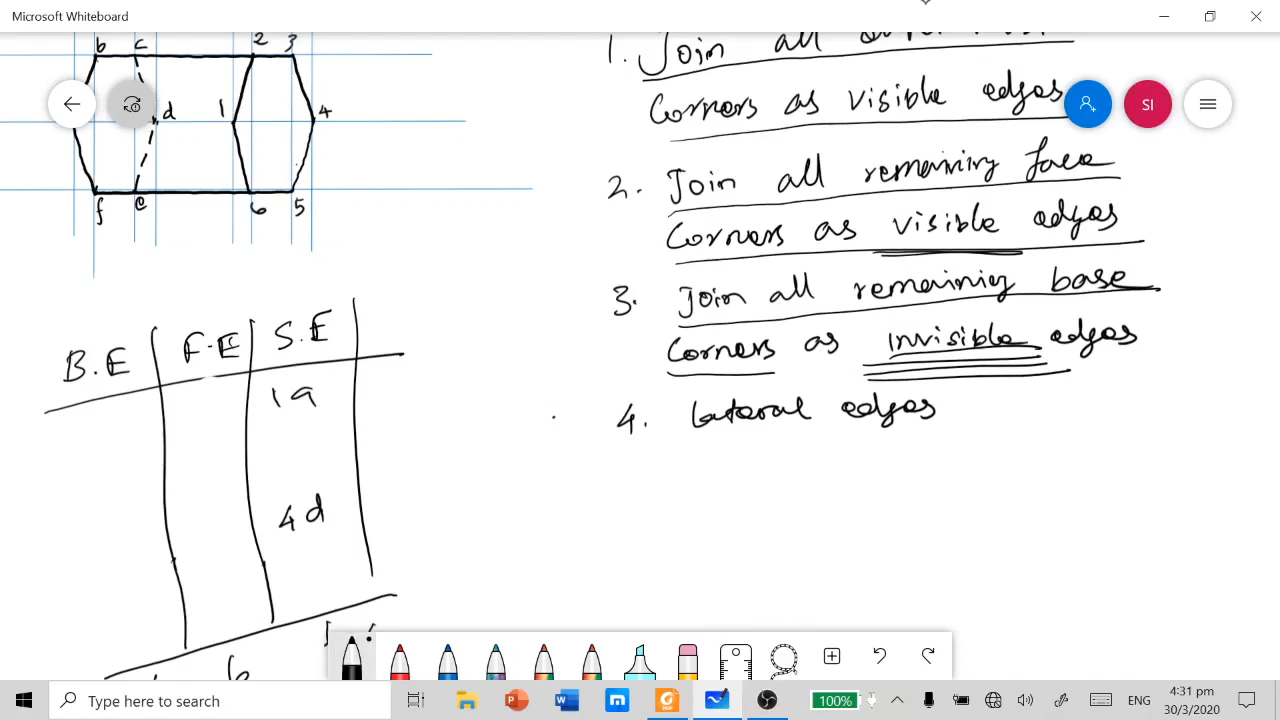 Microsoft Whiteboard
b c 2 3
d 1 4
f e 6 5
1. Join all
corners as visible edges
SI
2. Join all remaining face
corners as visible edges
3. Join all remaining base
corners as invisible edges
4. lateral edges
B.E F.E S.E
1a
4d
6
Type here to search
100%
ENG
4:31 pm
30/3/2020